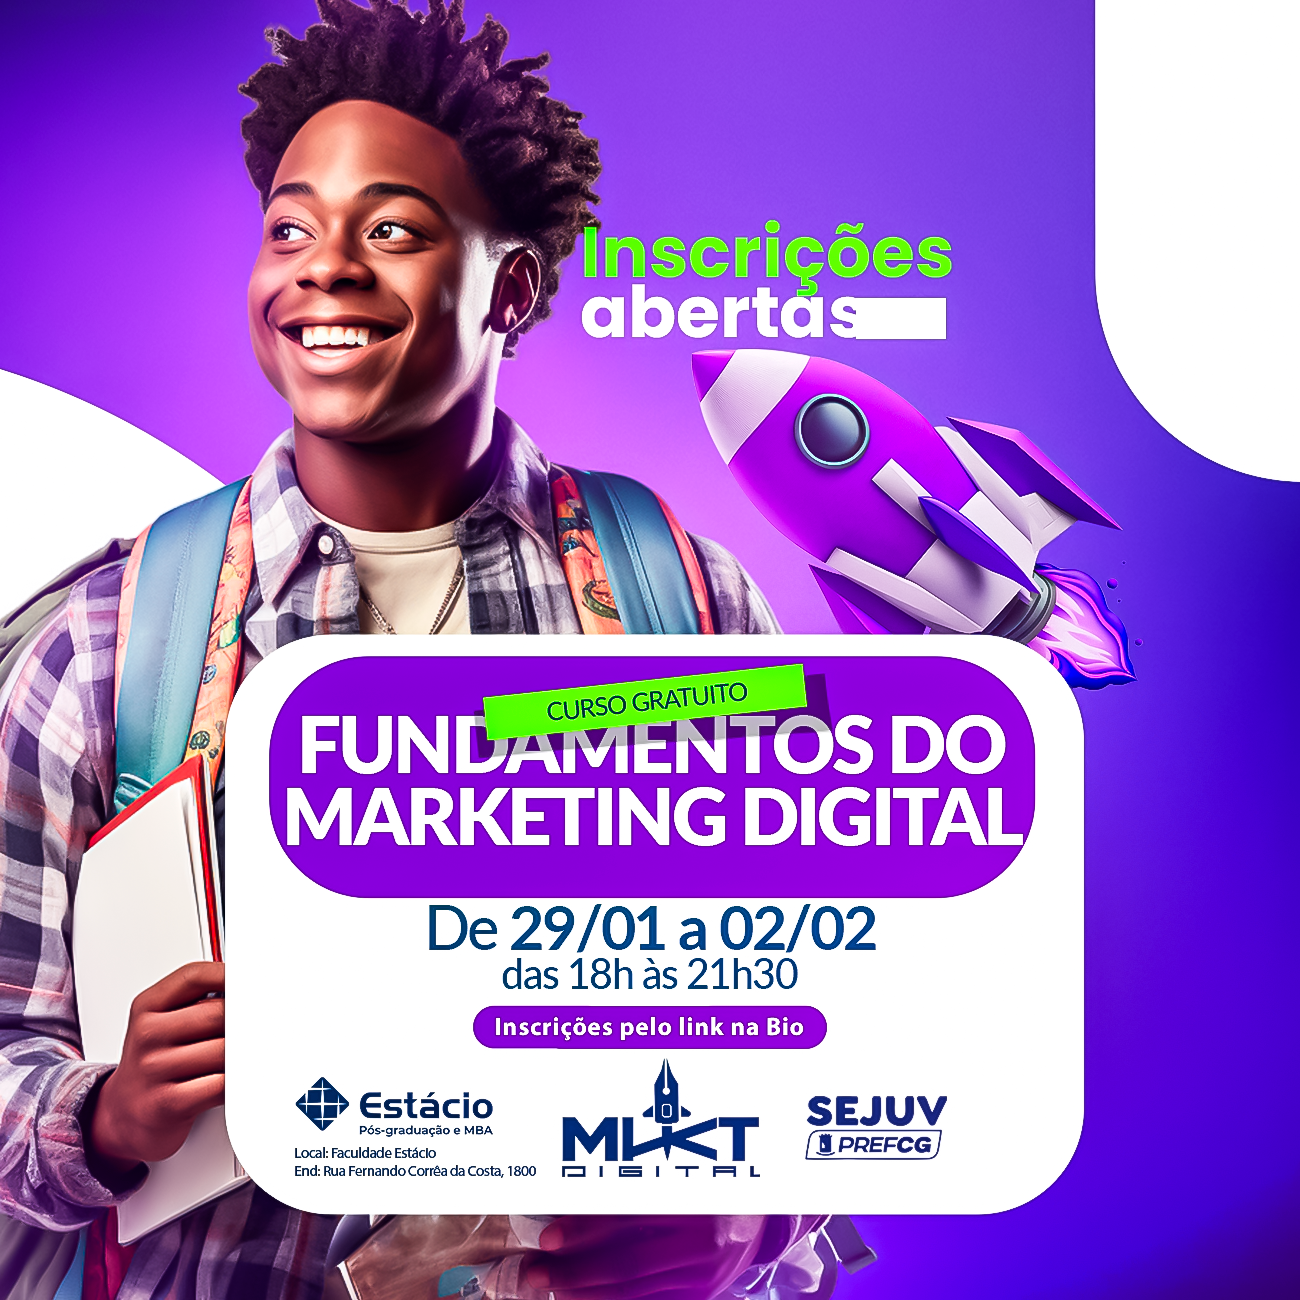 Inscrições
abertas
CURSO GRATUITO
FUNDAMENTOS DO
MARKETING DIGITAL
De 29/01 a 02/02
das 18h às 21h30
Inscrições pelo link na Bio
Estácio
Pós-graduação e MBA
Local: Faculdade Estácio
End: Rua Fernando Corrêa da Costa, 1800
MKT
DIGITAL
SEJUV
PREFCG